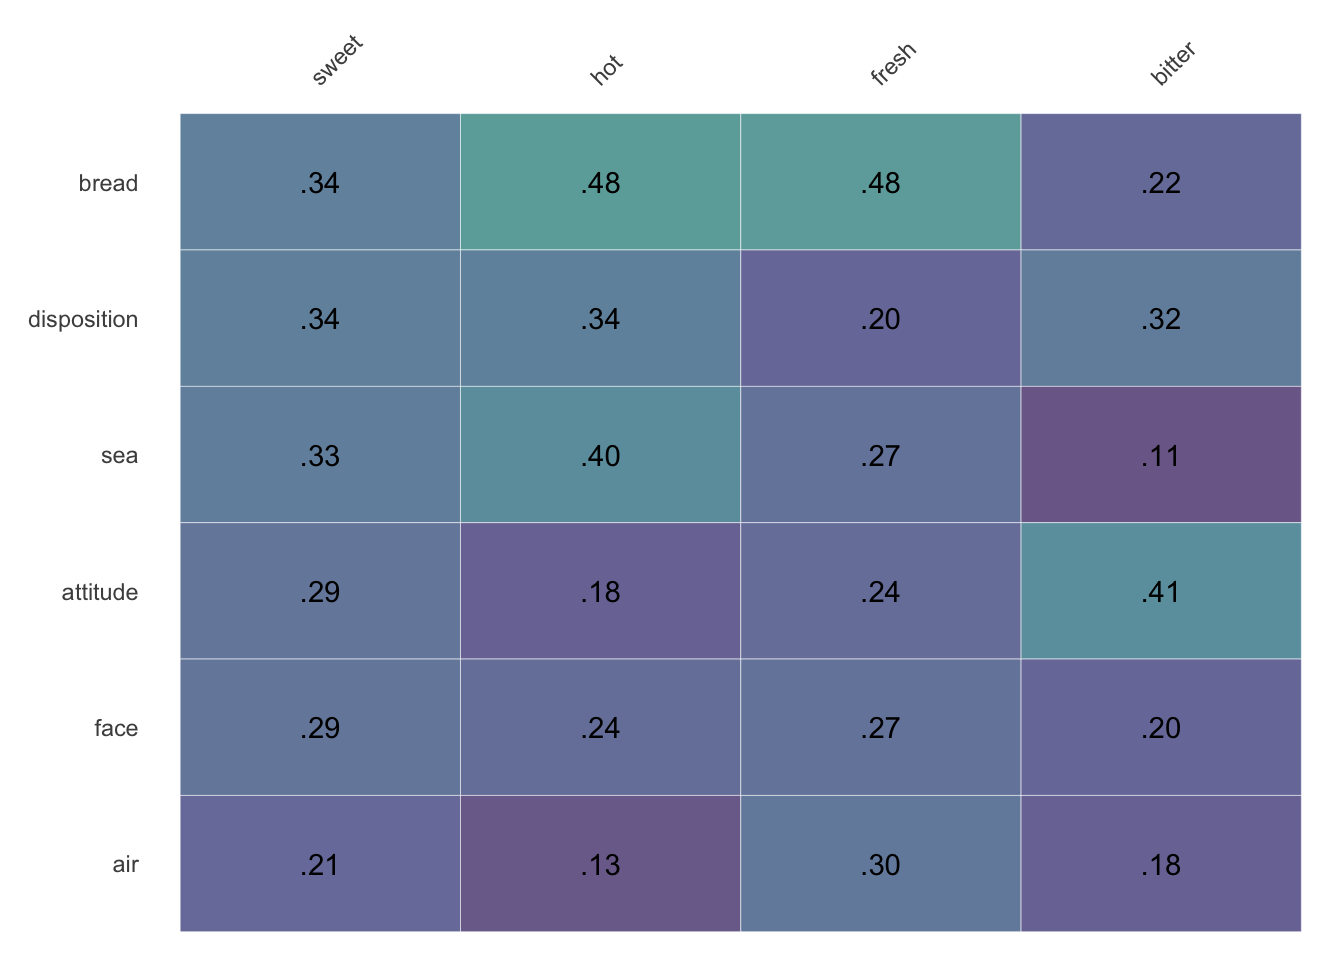 sweet hot fresh bitter
bread .34 .48 .48 .22
disposition .34 .34 .20 .32
sea .33 .40 .27 .11
attitude .29 .18 .24 .41
face .29 .24 .27 .20
air .21 .13 .30 .18